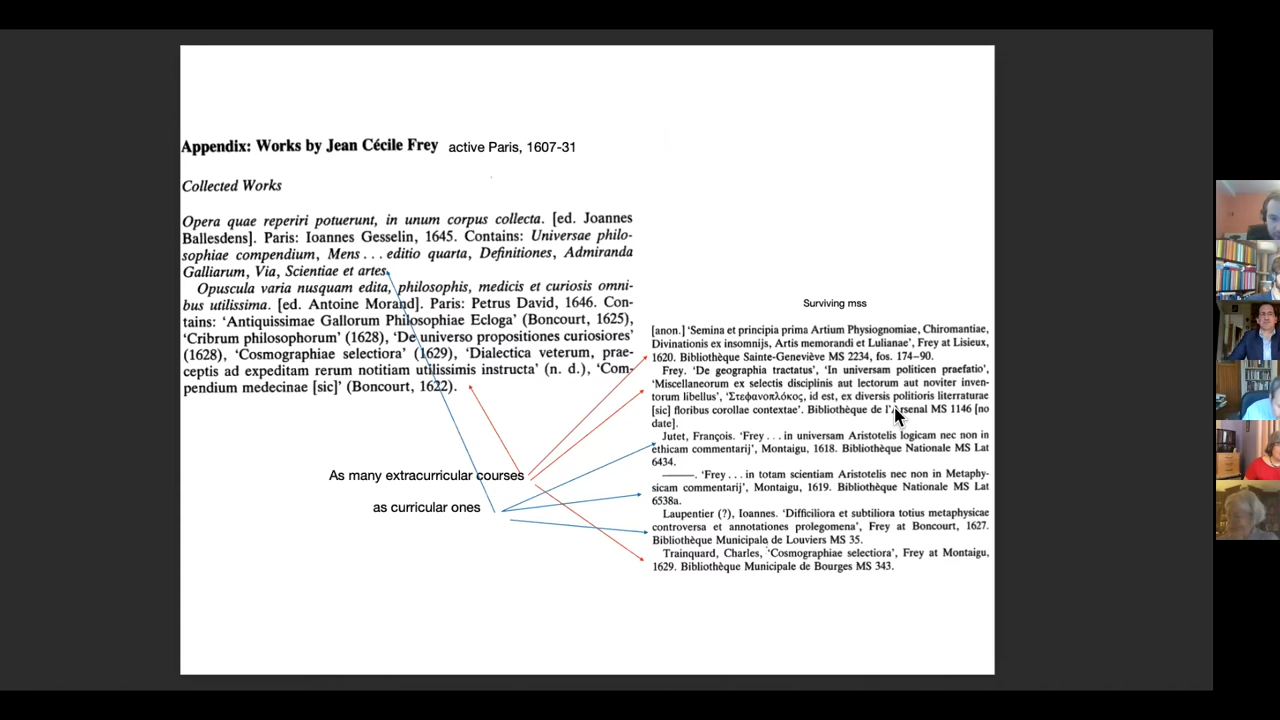 Appendix: Works by Jean Cécile Frey active Paris, 1607-31
Collected Works
Opera quae reperiri potuerunt, in unum corpus collecta. [ed. Joannes
Ballesdens]. Paris: Ioannes Gesselin, 1645. Contains: Universae philo-
sophiae compendium, Mens . . . editio quarta, Definitiones, Admiranda
Galliarum, Via, Scientiae et artes.
Opuscula varia nusquam edita, philosophis, medicis et curiosis omni-
bus utilissima. [ed. Antoine Morand]. Paris: Petrus David, 1646. Con-
tains: 'Antiquissimae Gallorum Philosophiae Ecloga' (Boncourt, 1625),
'Cribrum philosophorum' (1628), 'De universo propositiones curiosiores'
(1628), 'Cosmographiae selectiora' (1629), 'Dialectica veterum, prae-
ceptis ad expeditam rerum notitiam utilissimis instructa' (n. d.), 'Com-
pendium medecinae [sic]' (Boncourt, 1622).
As many extracurricular courses
as curricular ones
Surviving mss
[anon.] 'Semina et principia prima Artium Physiognomiae, Chiromantiae,
Divinationis ex insomnijs, Artis memorandi et Lulianae', Frey at Lisieux,
1620. Bibliothèque Sainte-Geneviève MS 2234, fos. 174–90.
Frey. 'De geographia tractatus', 'In universam politicen praefatio',
'Miscellaneorum ex selectis disciplinis aut lectorum aut noviter inven-
torum libellus', 'Στεφανοπλόκος, id est, ex diversis politioris literraturae
[sic] floribus corollae contextae'. Bibliothèque de l'Arsenal MS 1146 [no
date].
Jutet, François. 'Frey . . . in universam Aristotelis logicam nec non in
ethicam commentarij', Montaigu, 1618. Bibliothèque Nationale MS Lat
6434.
———. 'Frey . . . in totam scientiam Aristotelis nec non in Metaphy-
sicam commentarij', Montaigu, 1619. Bibliothèque Nationale MS Lat
6538a.
Laupentier (?), Ioannes. 'Difficiliora et subtiliora totius metaphysicae
controversa et annotationes prolegomena', Frey at Boncourt, 1627.
Bibliothèque Municipale de Louviers MS 35.
Trainquard, Charles, 'Cosmographiae selectiora', Frey at Montaigu,
1629. Bibliothèque Municipale de Bourges MS 343.